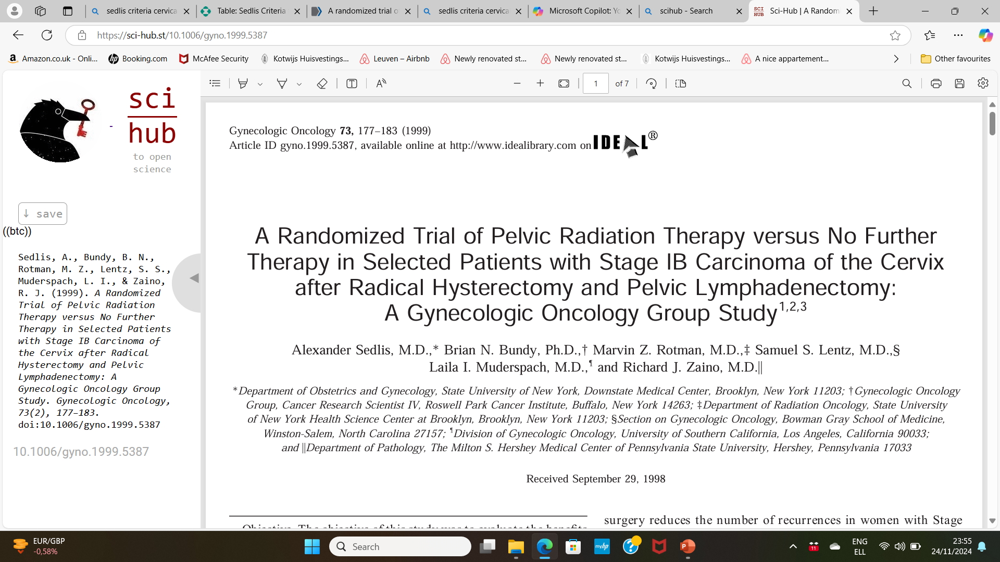 sedlis criteria cervica
Table: Sedlis Criteria
A randomized trial o
sedlis criteria cervica
Microsoft Copilot: Yo
scihub - Search
SCI
HUB
Sci-Hub | A Random
https://sci-hub.st/10.1006/gyno.1999.5387
Amazon.co.uk - Onli...
Booking.com
McAfee Security
Kotwijs Huisvestings...
Leuven – Airbnb
Newly renovated st...
Newly renovated st...
Kotwijs Huisvestings...
A nice appartement...
Other favourites
1 of 7
sci
hub
to open
science
↓ save
((btc))
Sedlis, A., Bundy, B. N.,
Rotman, M. Z., Lentz, S. S.,
Muderspach, L. I., & Zaino,
R. J. (1999). A Randomized
Trial of Pelvic Radiation
Therapy versus No Further
Therapy in Selected Patients
with Stage IB Carcinoma of
the Cervix after Radical
Hysterectomy and Pelvic
Lymphadenectomy: A
Gynecologic Oncology Group
Study. Gynecologic Oncology,
73(2), 177–183.
doi:10.1006/gyno.1999.5387
10.1006/gyno.1999.5387
Gynecologic Oncology 73, 177–183 (1999)
Article ID gyno.1999.5387, available online at http://www.idealibrary.com on IDEAL®
A Randomized Trial of Pelvic Radiation Therapy versus No Further
Therapy in Selected Patients with Stage IB Carcinoma of the Cervix
after Radical Hysterectomy and Pelvic Lymphadenectomy:
A Gynecologic Oncology Group Study1,2,3
Alexander Sedlis, M.D.,* Brian N. Bundy, Ph.D.,† Marvin Z. Rotman, M.D.,‡ Samuel S. Lentz, M.D.,§
Laila I. Muderspach, M.D.,¶ and Richard J. Zaino, M.D.‖
*Department of Obstetrics and Gynecology, State University of New York, Downstate Medical Center, Brooklyn, New York 11203; †Gynecologic Oncology
Group, Cancer Research Scientist IV, Roswell Park Cancer Institute, Buffalo, New York 14263; ‡Department of Radiation Oncology, State University
of New York Health Science Center at Brooklyn, Brooklyn, New York 11203; §Section on Gynecologic Oncology, Bowman Gray School of Medicine,
Winston-Salem, North Carolina 27157; ¶Division of Gynecologic Oncology, University of Southern California, Los Angeles, California 90033;
and ‖Department of Pathology, The Milton S. Hershey Medical Center of Pennsylvania State University, Hershey, Pennsylvania 17033
Received September 29, 1998
Objective. The objective of this study was to evaluate the benefits
surgery reduces the number of recurrences in women with Stage
EUR/GBP
-0,58%
Search
myhp
11
ENG
ELL
23:55
24/11/2024